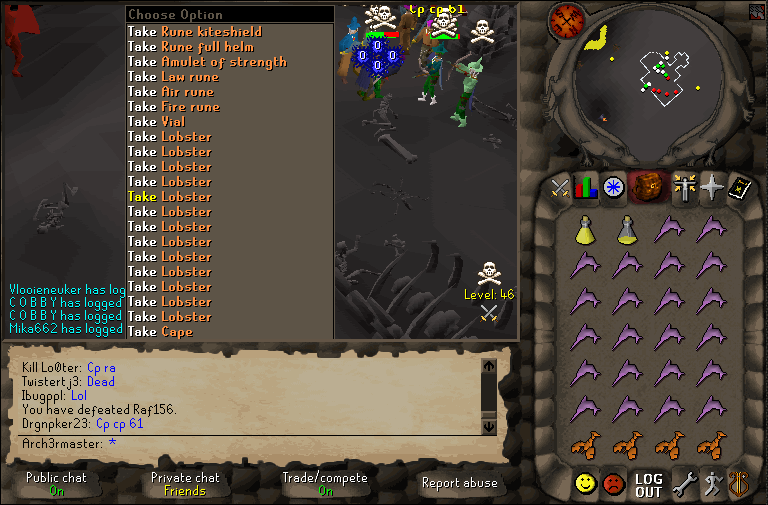 Choose Option
Take Rune kiteshield
Take Rune full helm
Take Amulet of strength
Take Law rune
Take Air rune
Take Fire rune
Take Vial
Take Lobster
Take Lobster
Take Lobster
Take Lobster
Take Lobster
Take Lobster
Take Lobster
Take Lobster
Take Lobster
Take Lobster
Take Lobster
Take Lobster
Take Lobster
Take Cape
Cp cp 61
0
0 0
0
Level: 46
Vlooieneuker has log
C O B B Y has logged
C O B B Y has logged
Mika662 has logged
Kill Lo0ter: Cp ra
Twistert j3: Dead
Ibugppl: Lol
You have defeated Raf156.
Drgnpker23: Cp cp 61
Arch3rmaster: *
Public chat
On
Private chat
Friends
Trade/compete
On
Report abuse
LOG
OUT